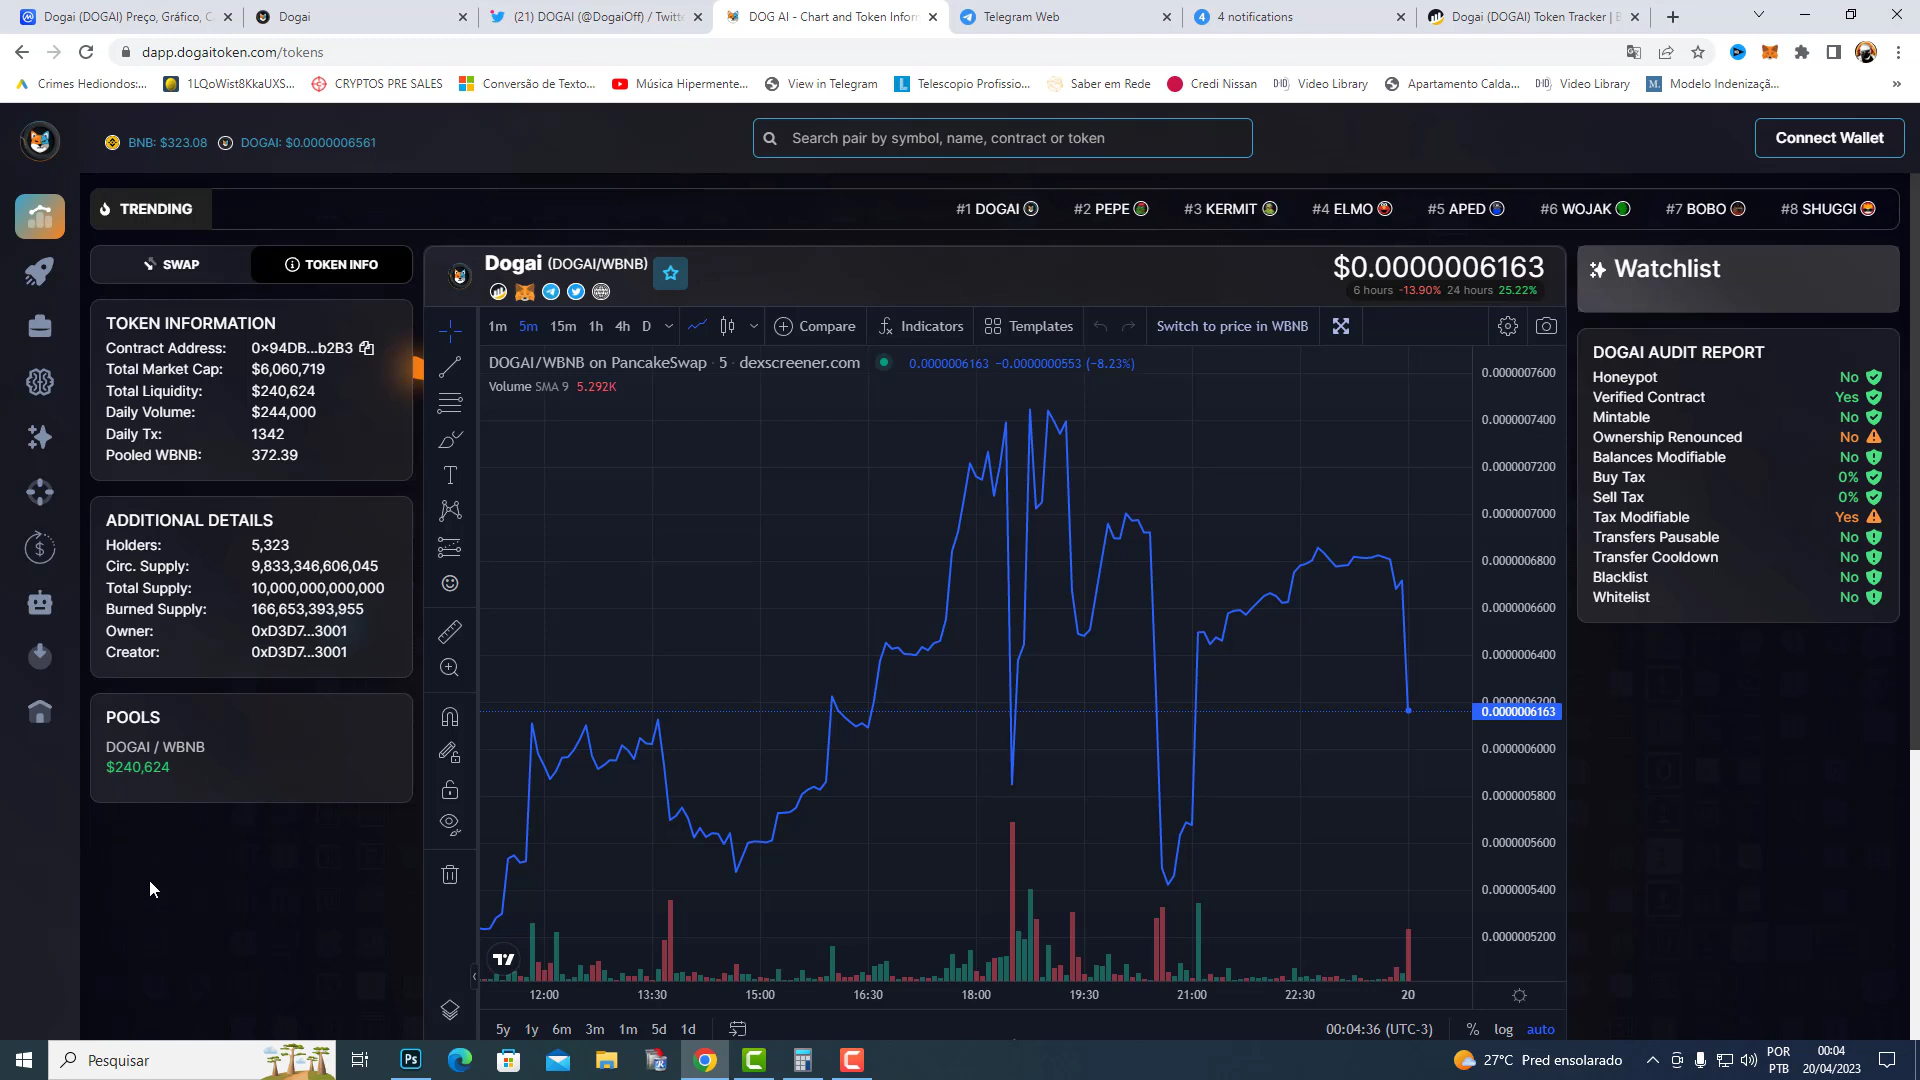 Dogai (DOGAI) Preço, Gráfico, C
Dogai
(21) DOGAI (@DogaiOff) / Twitte
DOG AI - Chart and Token Inform
Telegram Web
4 notifications
Dogai (DOGAI) Token Tracker | B
dapp.dogaitoken.com/tokens
Crimes Hediondos:...
1LQoWist8KkaUXS...
CRYPTOS PRE SALES
Conversão de Texto...
Música Hipermente...
View in Telegram
Telescopio Profissio...
Saber em Rede
Credi Nissan
Video Library
Apartamento Calda...
Video Library
Modelo Indenizaçã...
BNB: $323.08
DOGAI: $0.0000006561
Search pair by symbol, name, contract or token
Connect Wallet
TRENDING
#1 DOGAI
#2 PEPE
#3 KERMIT
#4 ELMO
#5 APED
#6 WOJAK
#7 BOBO
#8 SHUGGI
SWAP
TOKEN INFO
TOKEN INFORMATION
Contract Address: 0×94DB...b2B3
Total Market Cap: $6,060,719
Total Liquidity: $240,624
Daily Volume: $244,000
Daily Tx: 1342
Pooled WBNB: 372.39
ADDITIONAL DETAILS
Holders: 5,323
Circ. Supply: 9,833,346,606,045
Total Supply: 10,000,000,000,000
Burned Supply: 166,653,393,955
Owner: 0xD3D7...3001
Creator: 0xD3D7...3001
POOLS
DOGAI / WBNB
$240,624
Dogai (DOGAI/WBNB)
$0.0000006163
6 hours -13.90% 24 hours 25.22%
1m 5m 15m 1h 4h D
Compare
Indicators
Templates
Switch to price in WBNB
DOGAI/WBNB on PancakeSwap · 5 · dexscreener.com
0.0000006163 −0.0000000553 (−8.23%)
Volume SMA 9 5.292K
0.0000007600
0.0000007400
0.0000007200
0.0000007000
0.0000006800
0.0000006600
0.0000006400
0.0000006200
0.0000006163
0.0000006000
0.0000005800
0.0000005600
0.0000005400
0.0000005200
12:00 13:30 15:00 16:30 18:00 19:30 21:00 22:30 20
5y 1y 6m 3m 1m 5d 1d
00:04:36 (UTC-3)
% log auto
Watchlist
DOGAI AUDIT REPORT
Honeypot No
Verified Contract Yes
Mintable No
Ownership Renounced No
Balances Modifiable No
Buy Tax 0%
Sell Tax 0%
Tax Modifiable Yes
Transfers Pausable No
Transfer Cooldown No
Blacklist No
Whitelist No
Pesquisar
27°C Pred ensolarado
POR
PTB
00:04
20/04/2023